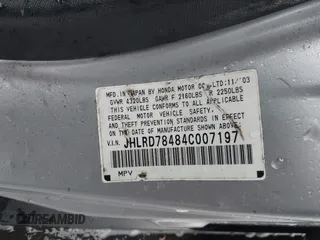 MFD. IN JAPAN BY HONDA MOTOR CO., LTD. 11/'03
GVWR 4320LBS GAWR F 2160LBS R 2250LBS
THIS VEHICLE CONFORMS TO ALL APPLICABLE
FEDERAL MOTOR VEHICLE SAFETY AND
THEFT PREVENTION STANDARDS IN EFFECT
ON THE DATE OF MANUFACTURE SHOWN ABOVE.
V.I.N. JHLRD78484C007197
MPV